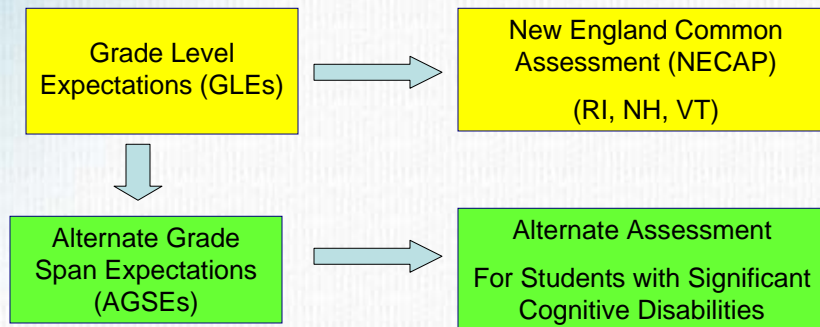 Grade Level
Expectations (GLEs)
New England Common
Assessment (NECAP)
(RI, NH, VT)
Alternate Grade
Span Expectations
(AGSEs)
Alternate Assessment
For Students with Significant
Cognitive Disabilities